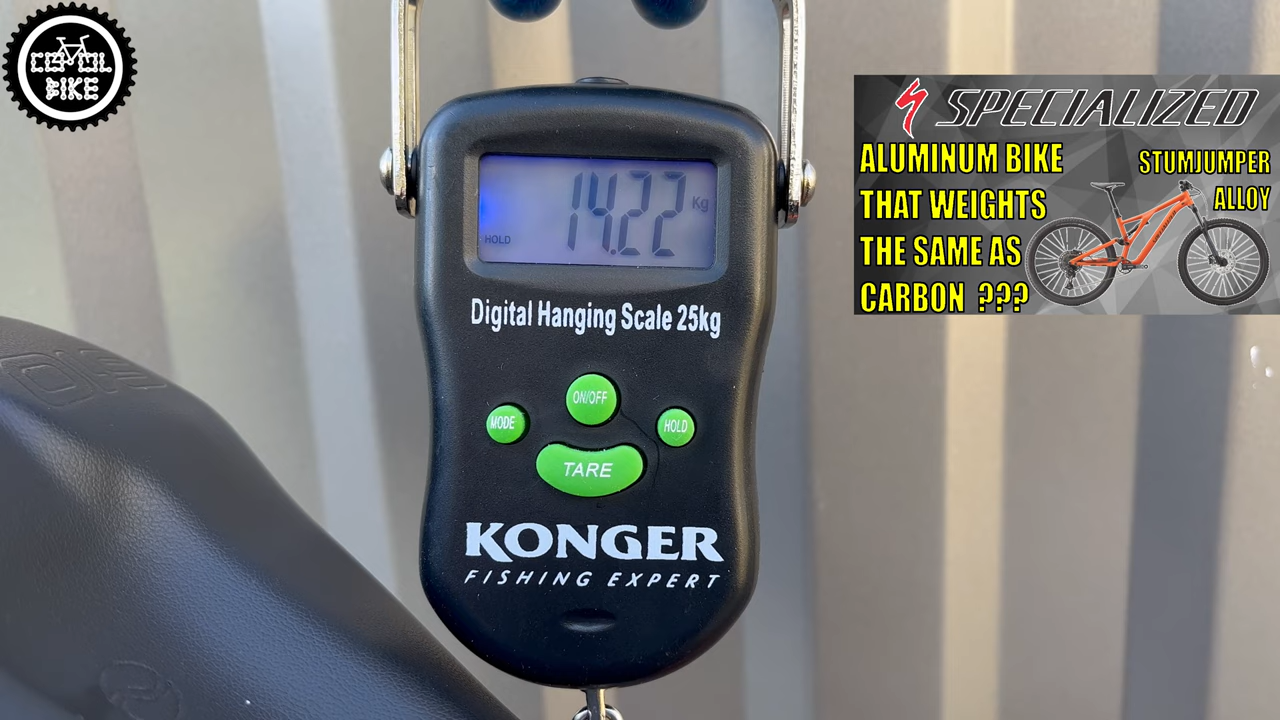 CEMOL
BIKE
14.22 Kg
HOLD
Digital Hanging Scale 25kg
ON/OFF
MODE
HOLD
TARE
KONGER
FISHING EXPERT
SPECIALIZED
ALUMINUM BIKE
THAT WEIGHTS
THE SAME AS
CARBON ???
STUMJUMPER
ALLOY